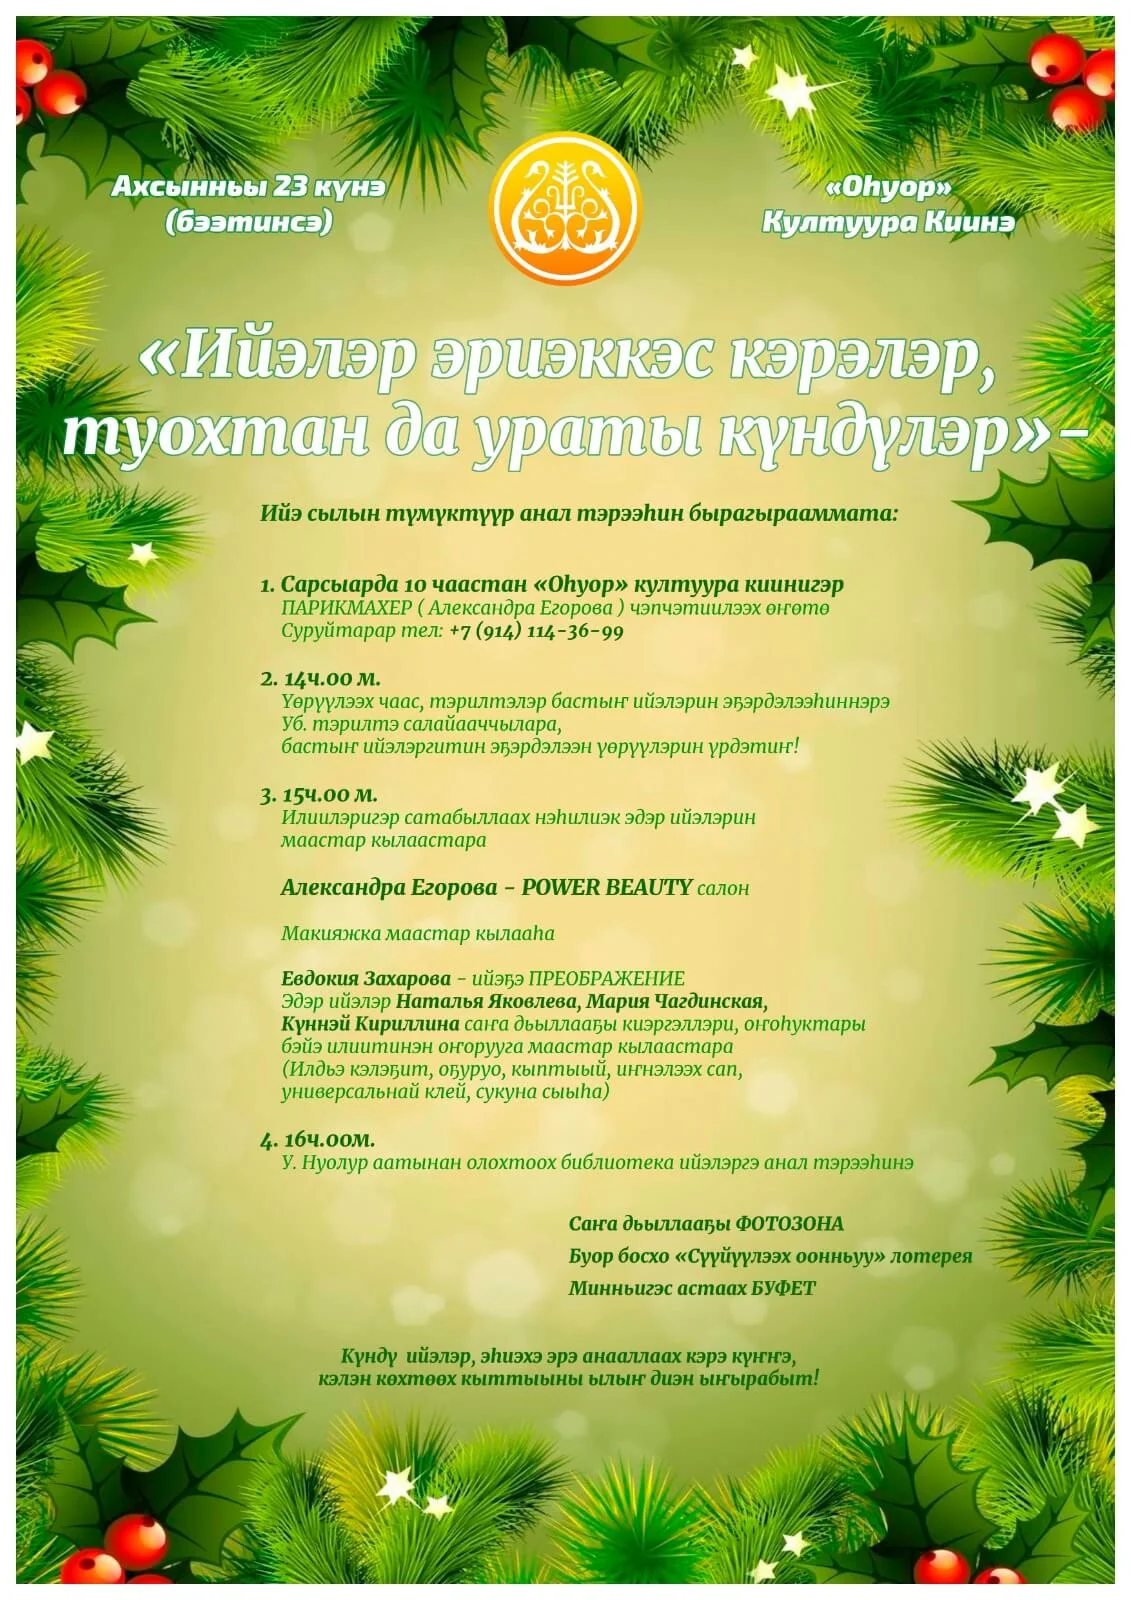 Ахсынньы 23 күнэ
(бээтинсэ)
«Оһуор»
Култуура Киинэ
«Ийэлэр эриэккэс кэрэлэр,
туохтан да ураты күндүлэр»-
Ийэ сылын түмүктүүр анал тэрээһин бырагыраammата:
1. Сарсыарда 10 чаастан «Оһуор» култуура киинигэр
ПАРИКМАХЕР ( Александра Егорова ) чэпчэтиилээх өҥөтө
Суруйтарар тел: +7 (914) 114-36-99
2. 14ч.00 м.
Үөрүүлээх чаас, тэрилтэлэр бастыҥ ийэлэрин эҕэрдэлээһиннэрэ
Уб. тэрилтэ салайааччылара,
бастыҥ ийэлэргитин эҕэрдэлээн үөрүүлэрин үрдэтиҥ!
3. 15ч.00 м.
Илиилэригэр сатабыллаах нэһилиэк эдэр ийэлэрин
маастар кылаастара
Александра Егорова - POWER BEAUTY салон
Макияжка маастар кылааһа
Евдокия Захарова - ийэҕэ ПРЕОБРАЖЕНИЕ
Эдэр ийэлэр Наталья Яковлева, Мария Чагдинская,
Күннэй Кириллина саҥа дьыллааҕы киэргэллэри, оҥоһуктары
бэйэ илиитинэн оҥорууга маастар кылаастара
(Илдьэ кэлэҕит, оҕуруо, кыптыый, иҥнэлээх сап,
универсальнай клей, сукуна сыыһа)
4. 16ч.00м.
У. Нуолур аатынан олохтоох библиотека ийэлэргэ анал тэрээһинэ
Саҥа дьыллааҕы ФОТОЗОНА
Буор босхо «Сүүйүүлээх оонньуу» лотерея
Минньигэс астаах БУФЕТ
Күндү ийэлэр, эһиэхэ эрэ анааллаах кэрэ күҥҥэ,
кэлэн көхтөөх кыттыыны ылыҥ диэн ыҥырабыт!